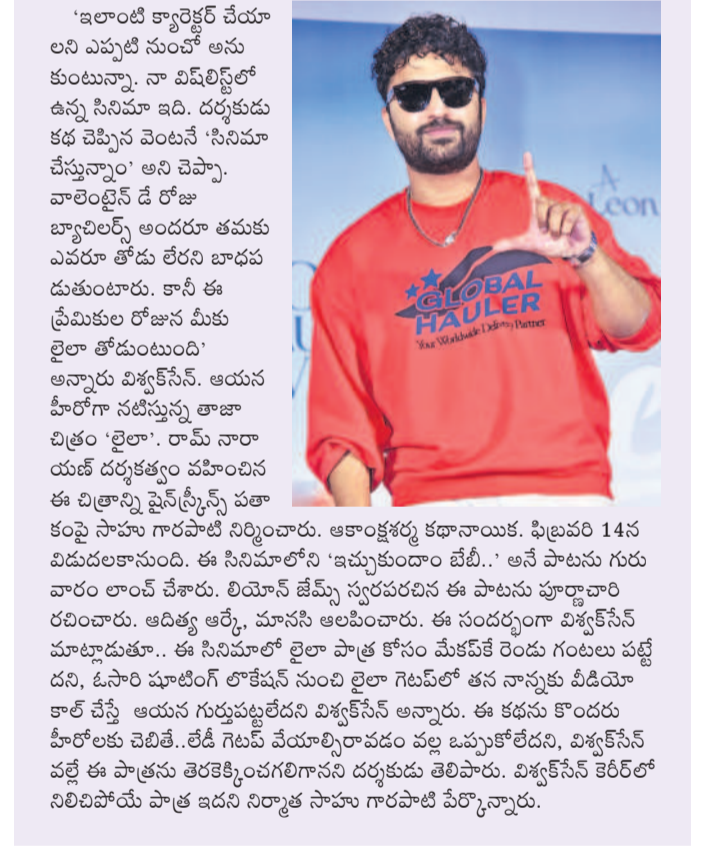 ‘ఇలాంటి క్యారెక్టర్ చేయా
లని ఎప్పటి నుంచో అను
కుంటున్నా. నా విష్‌లిస్ట్‌లో
ఉన్న సినిమా ఇది. దర్శకుడు
కథ చెప్పిన వెంటనే ‘సినిమా
చేస్తున్నాం’ అని చెప్పా.
వాలెంటైన్ డే రోజు
బ్యాచిలర్స్ అందరూ తమకు
ఎవరూ తోడు లేరని బాధప
డుతుంటారు. కానీ ఈ
ప్రేమికుల రోజున మీకు
లైలా తోడుంటుంది’
అన్నారు విశ్వక్‌సేన్. ఆయన
హీరోగా నటిస్తున్న తాజా
చిత్రం ‘లైలా’. రామ్ నారా
యణ్ దర్శకత్వం వహించిన
ఈ చిత్రాన్ని షైన్‌స్క్రీన్స్ పతా
కంపై సాహు గారపాటి నిర్మించారు. ఆకాంక్షశర్మ కథానాయిక. ఫిబ్రవరి 14న
విడుదలకానుంది. ఈ సినిమాలోని ‘ఇచ్చుకుందాం బేబీ..’ అనే పాటను గురు
వారం లాంచ్ చేశారు. లియోన్ జేమ్స్ స్వరపరచిన ఈ పాటను పూర్ణాచారి
రచించారు. ఆదిత్య ఆర్కే, మానసి ఆలపించారు. ఈ సందర్భంగా విశ్వక్‌సేన్
మాట్లాడుతూ.. ఈ సినిమాలో లైలా పాత్ర కోసం మేకప్‌కే రెండు గంటలు పట్టే
దని, ఓసారి షూటింగ్ లొకేషన్ నుంచి లైలా గెటప్‌లో తన నాన్నకు వీడియో
కాల్ చేస్తే ఆయన గుర్తుపట్టలేదని విశ్వక్‌సేన్ అన్నారు. ఈ కథను కొందరు
హీరోలకు చెబితే..లేడీ గెటప్ వేయాల్సిరావడం వల్ల ఒప్పుకోలేదని, విశ్వక్‌సేన్
వల్లే ఈ పాత్రను తెరకెక్కించగలిగానని దర్శకుడు తెలిపారు. విశ్వక్‌సేన్ కెరీర్‌లో
నిలిచిపోయే పాత్ర ఇదని నిర్మాత సాహు గారపాటి పేర్కొన్నారు.
A
Leon
GLOBAL
HAULER
Your Worldwide Delivery Partner